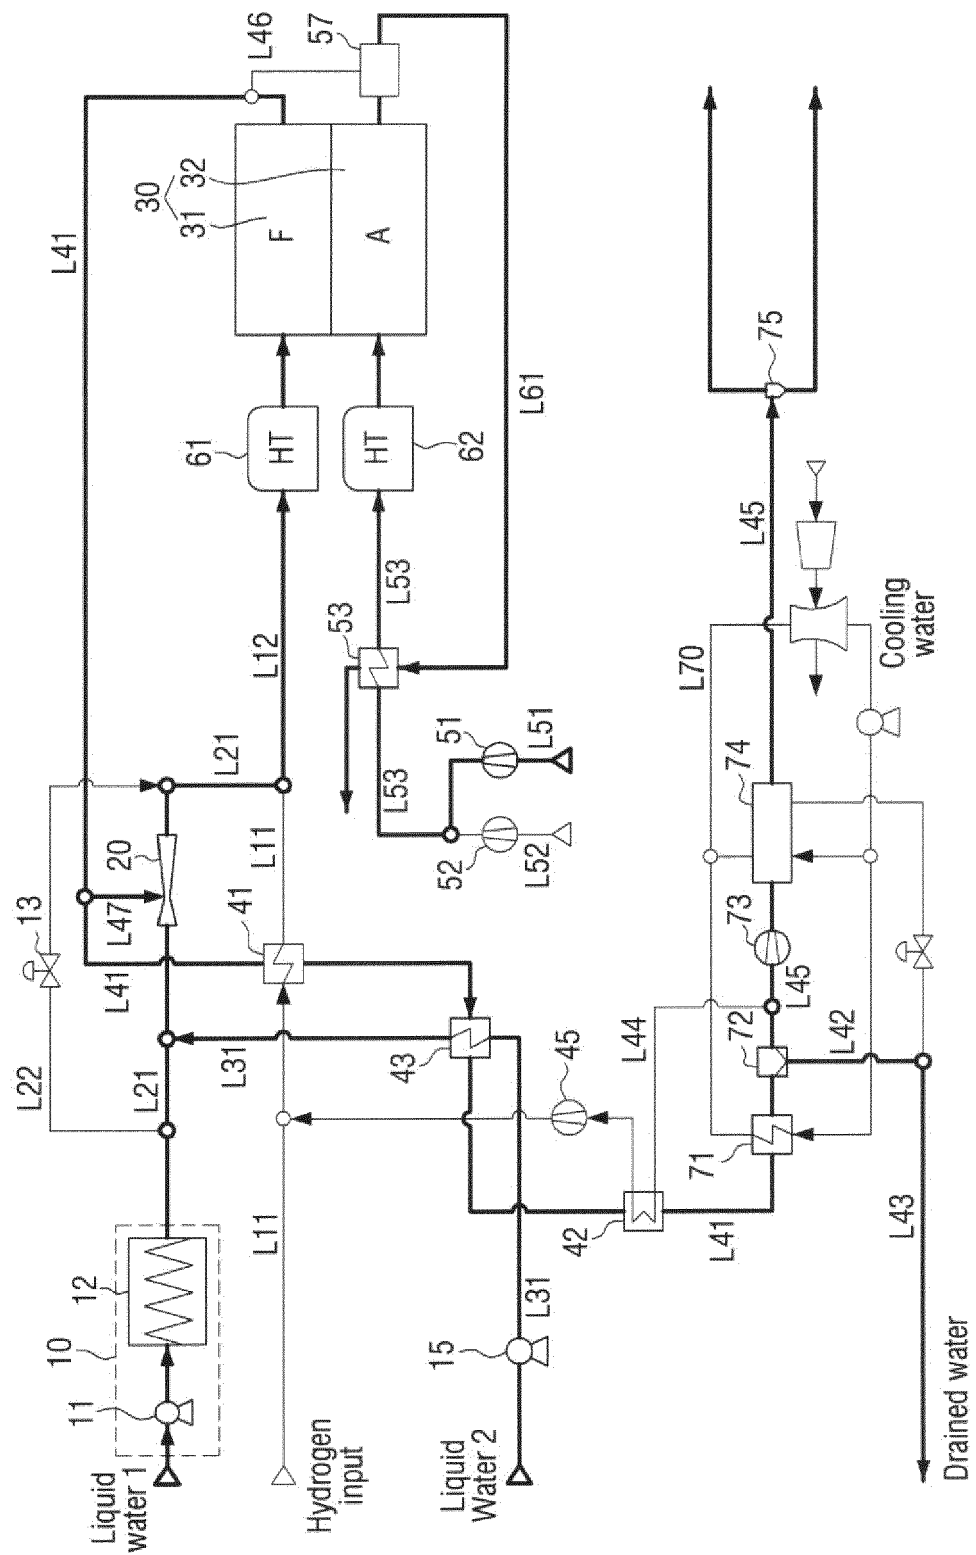 Liquid
water 1
11
10
12
L21
L22
13
L41
L47
20
L21
L41
L46
57
30
31
32
F
A
61
HT
HT
62
L12
L11
41
L31
43
L11
Hydrogen
input
Liquid
Water 2
15
L31
45
42
L44
L41
53
L53
L53
L61
51
L51
52
L52
71
72
L45
73
74
L70
L45
75
Cooling
water
L42
L43
Drained water